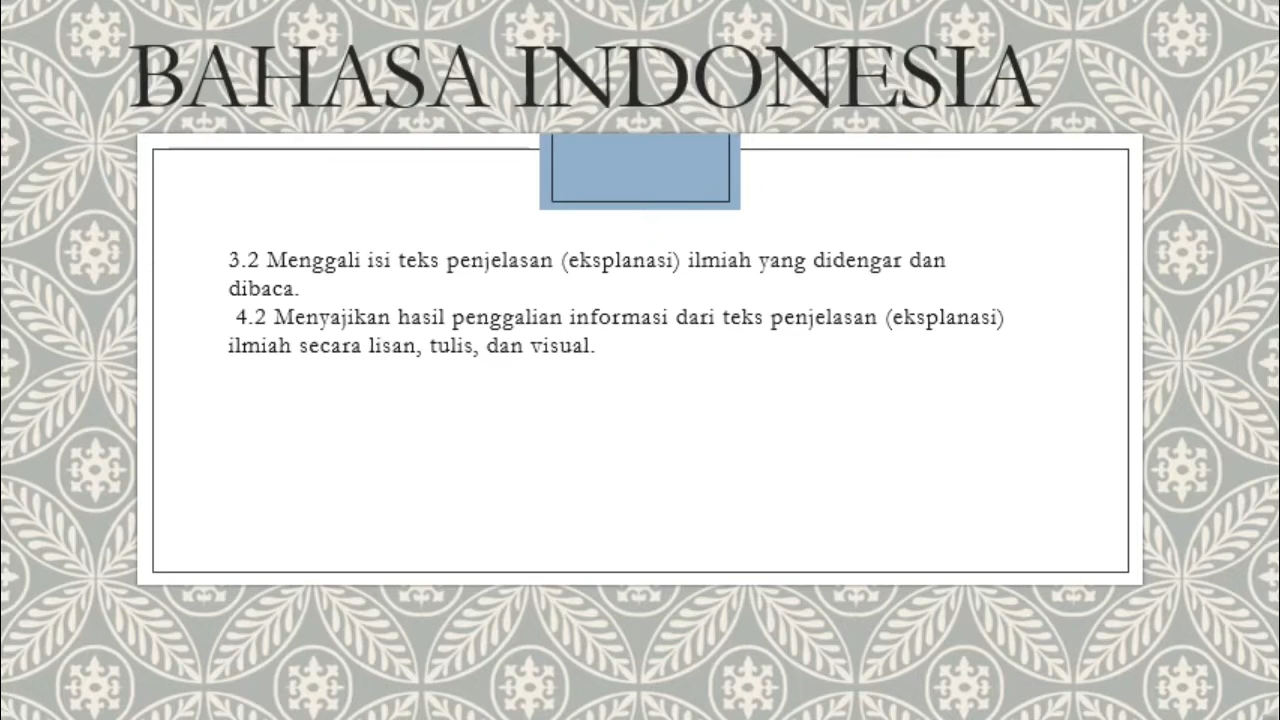 BAHASA INDONESIA
3.2 Menggali isi teks penjelasan (eksplanasi) ilmiah yang didengar dan
dibaca.
4.2 Menyajikan hasil penggalian informasi dari teks penjelasan (eksplanasi)
ilmiah secara lisan, tulis, dan visual.